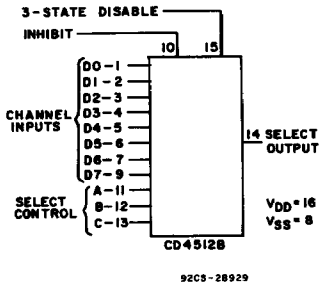 3-STATE DISABLE
INHIBIT
10 15
D0-1
D1-2
D2-3
CHANNEL INPUTS
D3-4
D4-5
D5-6
D6-7
D7-9
14 SELECT OUTPUT
SELECT CONTROL
A-11
B-12
C-13
VDD=16
VSS=8
CD4512B
92CS-28929